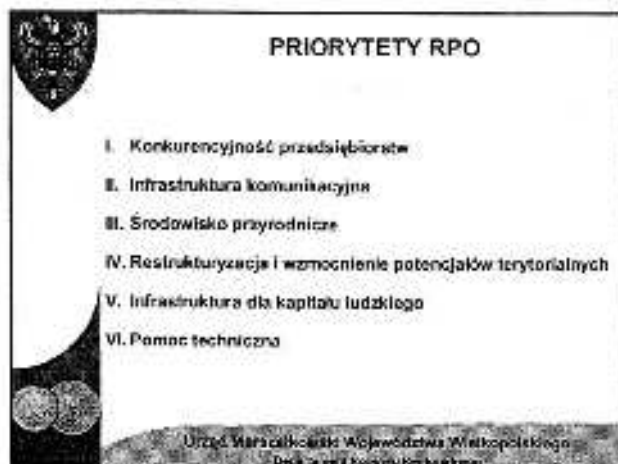 PRIORYTETY RPO
I. Konkurencyjność przedsiębiorstw
II. Infrastruktura komunikacyjna
III. Środowisko przyrodnicze
IV. Restrukturyzacja i wzmocnienie potencjałów terytorialnych
V. Infrastruktura dla kapitału ludzkiego
VI. Pomoc techniczna
Urząd Marszałkowski Województwa Wielkopolskiego